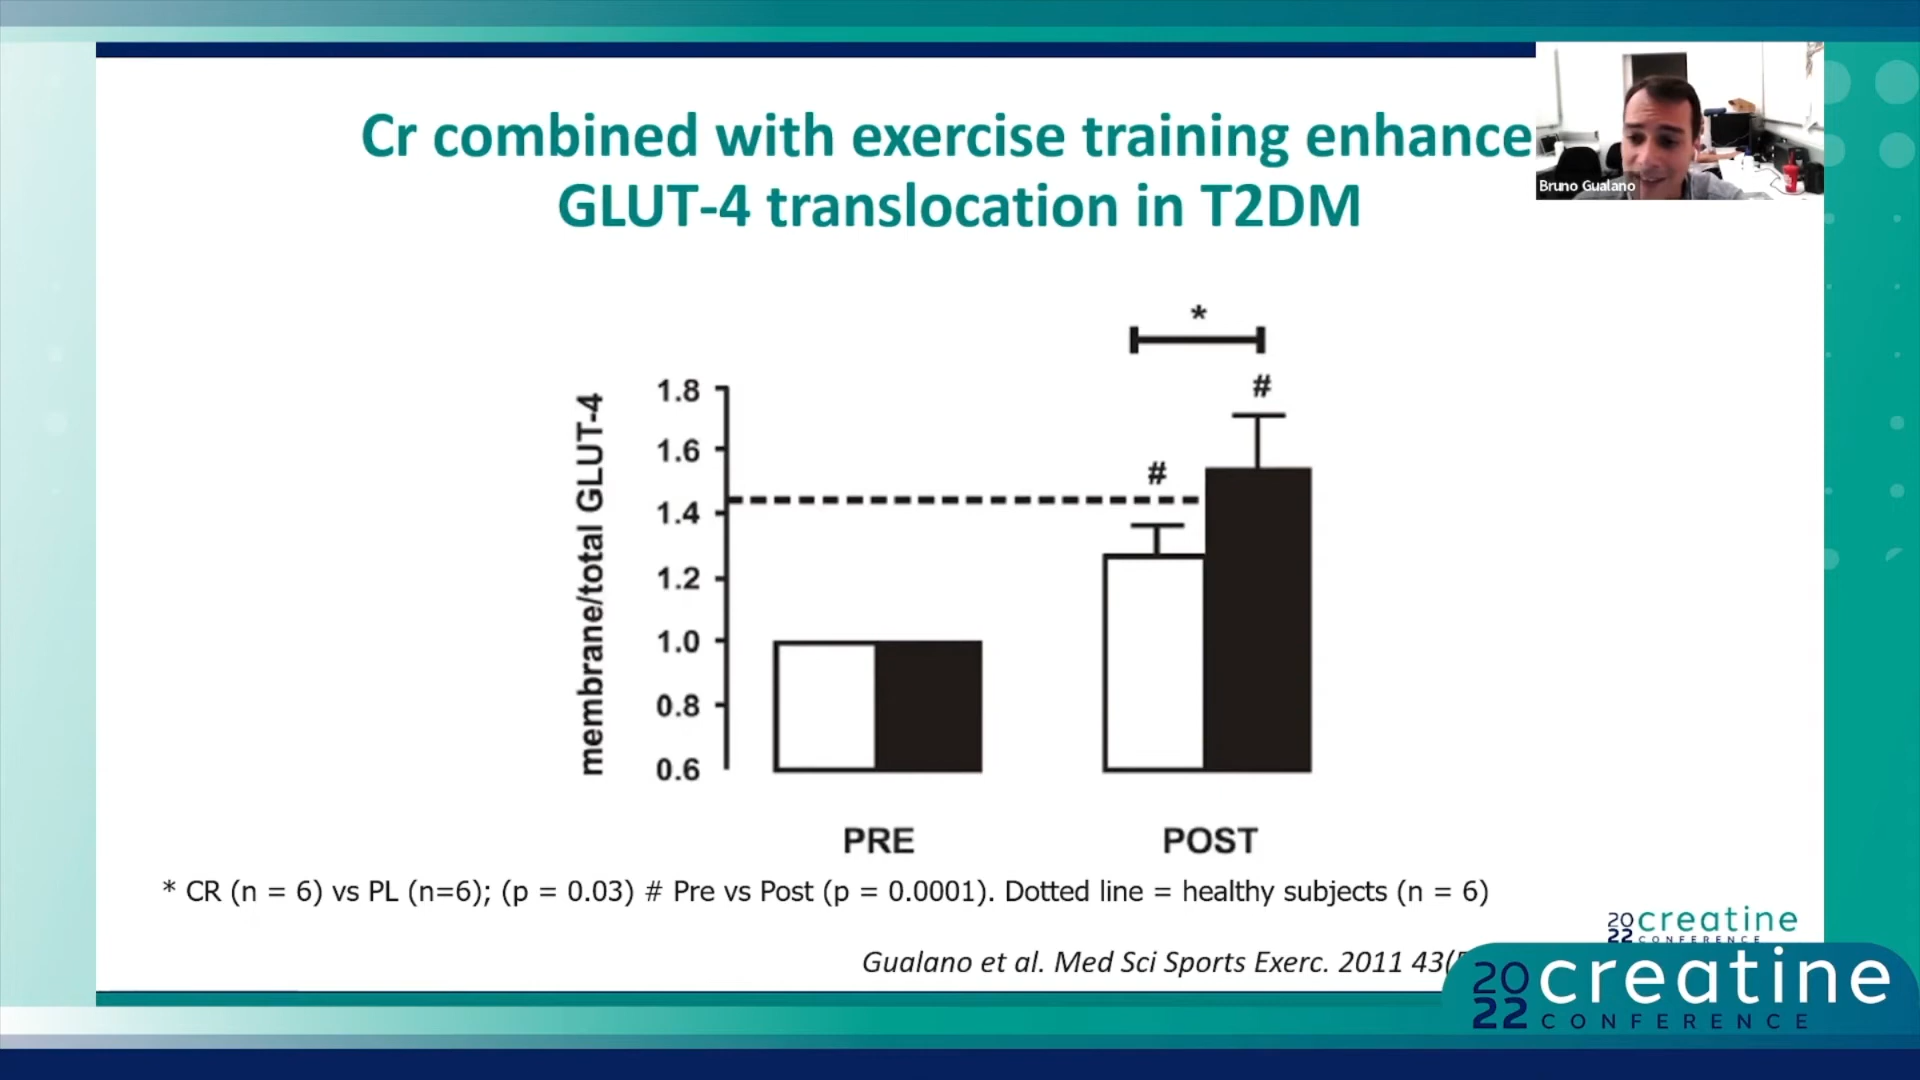 Cr combined with exercise training enhance
GLUT-4 translocation in T2DM
Bruno Gualano
*
#
#
membrane/total GLUT-4
1.8
1.6
1.4
1.2
1.0
0.8
0.6
PRE
POST
* CR (n = 6) vs PL (n=6); (p = 0.03) # Pre vs Post (p = 0.0001). Dotted line = healthy subjects (n = 6)
Gualano et al. Med Sci Sports Exerc. 2011 43(
2022 creatine
CONFERENCE
2022 creatine
CONFERENCE